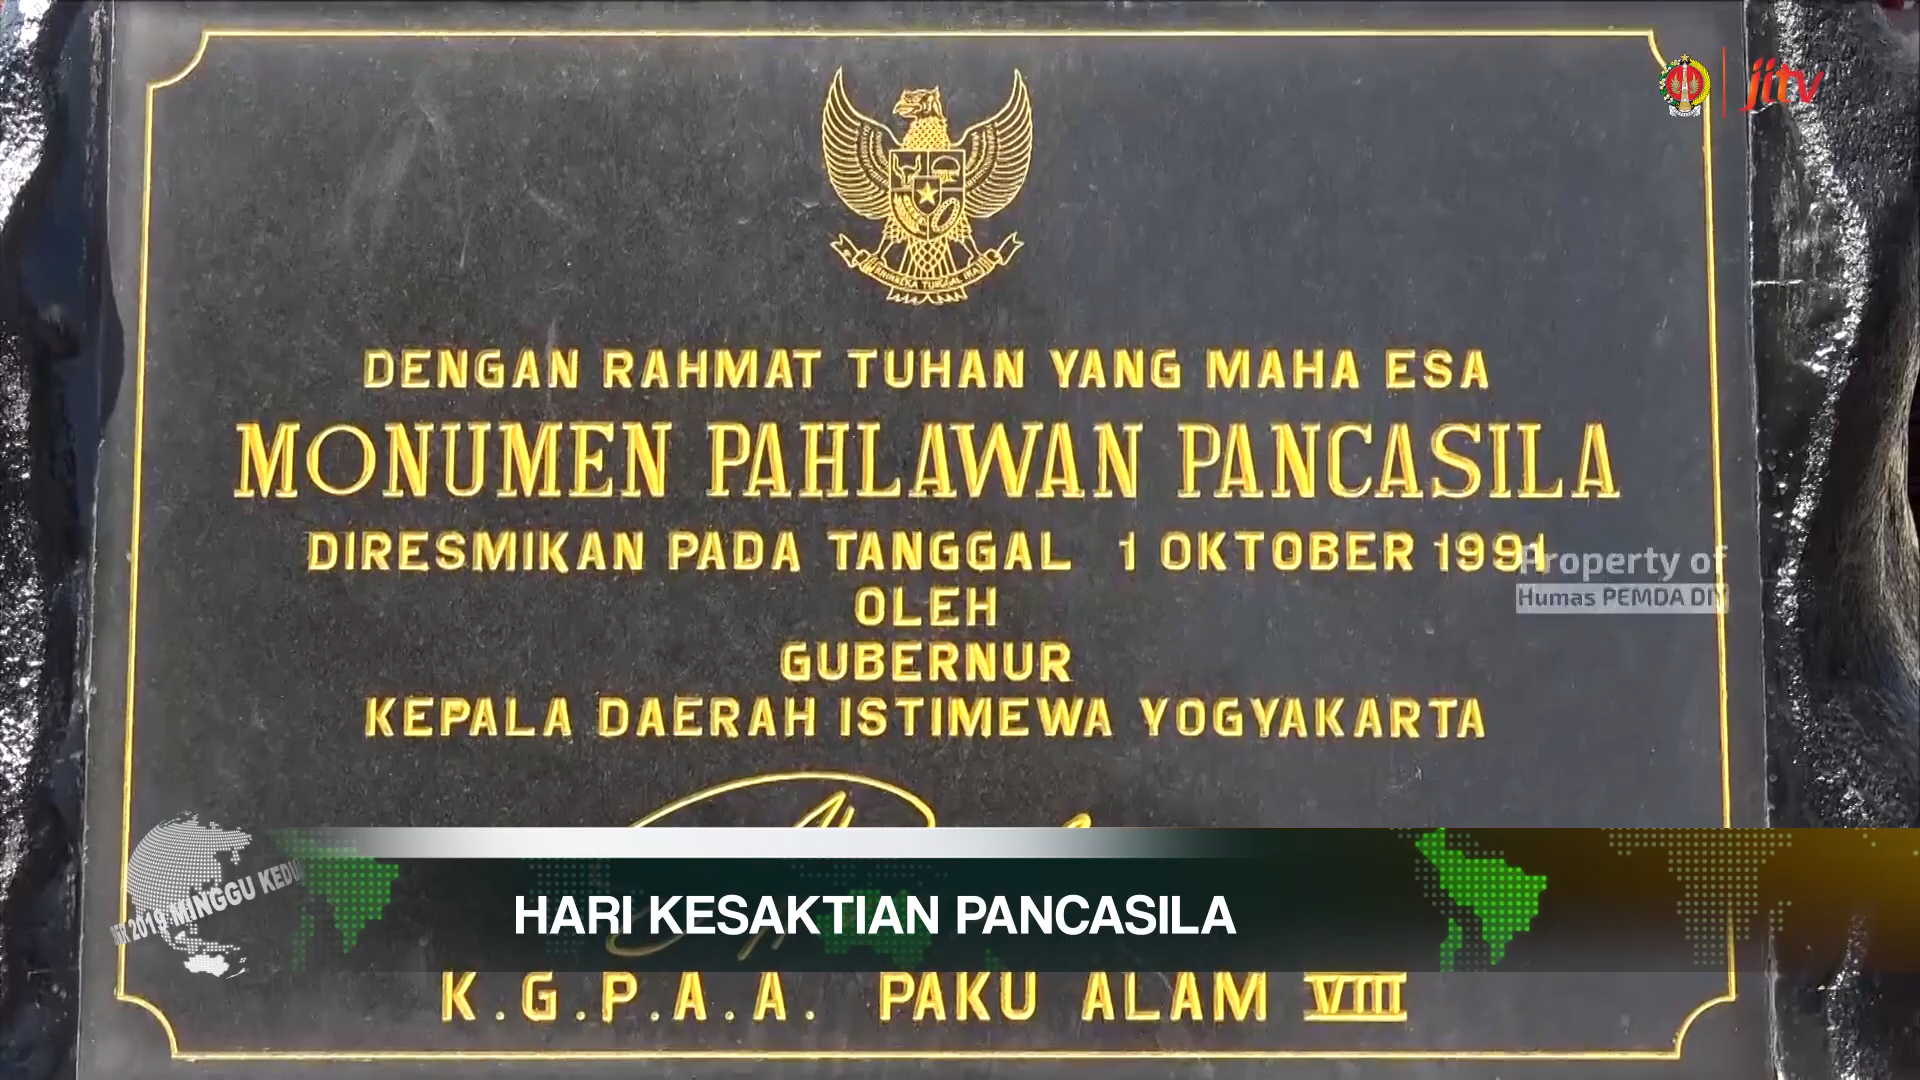 jitv
BHINNEKA TUNGGAL IKA
DENGAN RAHMAT TUHAN YANG MAHA ESA
MONUMEN PAHLAWAN PANCASILA
DIRESMIKAN PADA TANGGAL 1 OKTOBER 1991
Property of
Humas PEMDA DIY
OLEH
GUBERNUR
KEPALA DAERAH ISTIMEWA YOGYAKARTA
2019 MINGGU KEDU
HARI KESAKTIAN PANCASILA
K.G.P.A.A. PAKU ALAM VIII